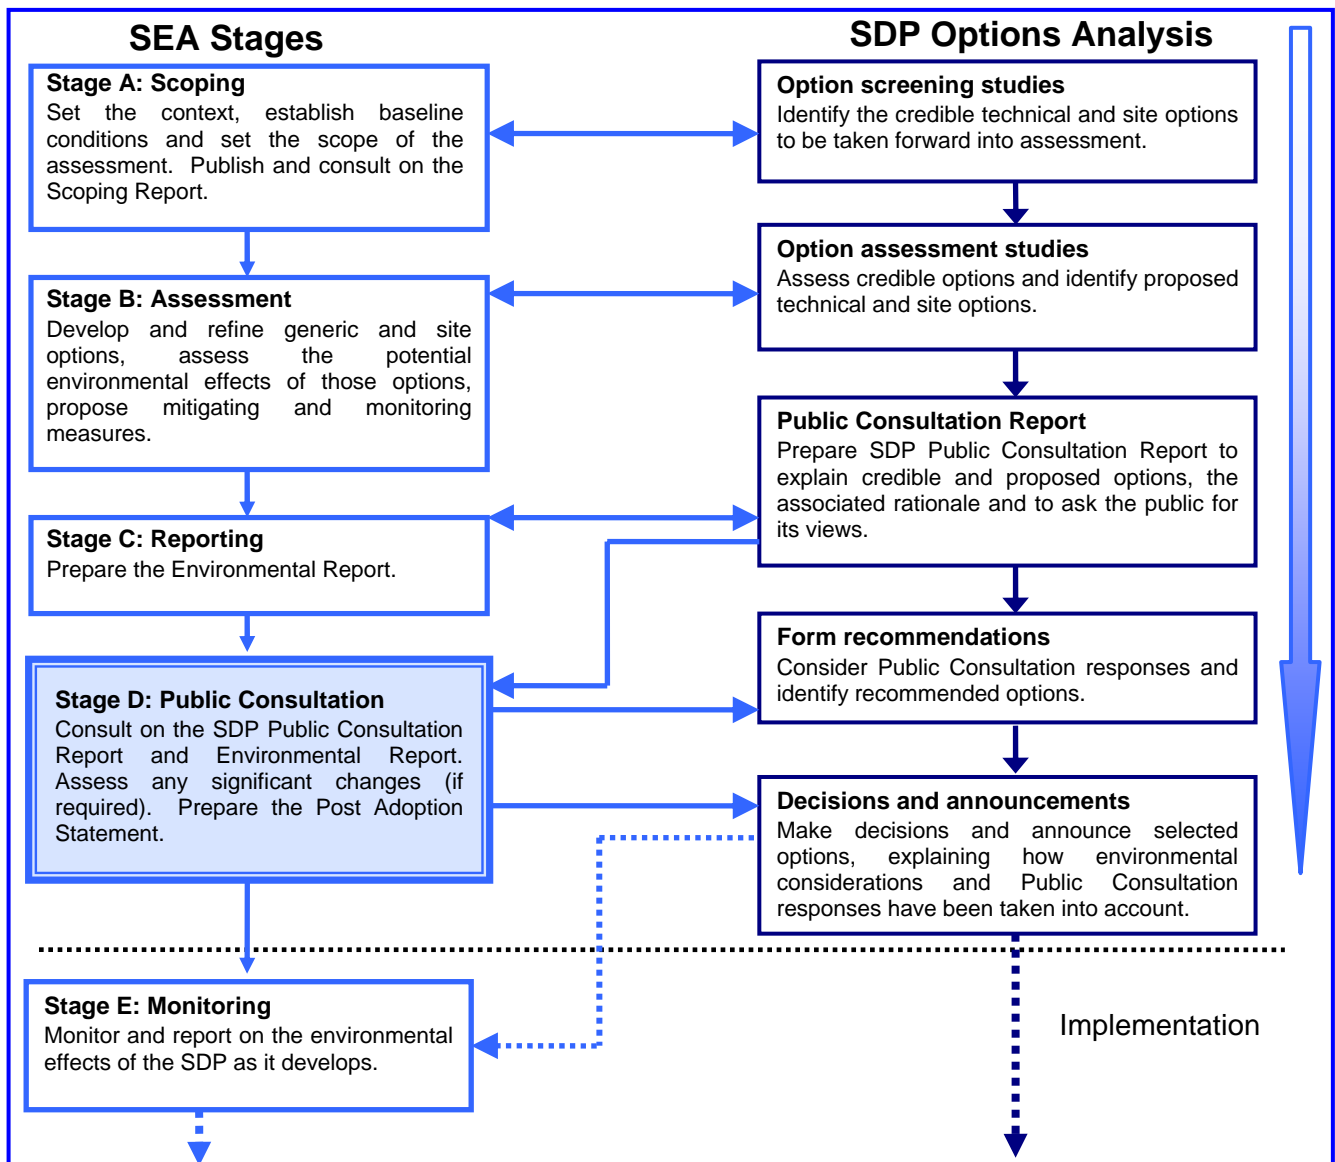 SEA Stages
Stage A: Scoping
Set the context, establish baseline
conditions and set the scope of the
assessment. Publish and consult on the
Scoping Report.
Stage B: Assessment
Develop and refine generic and site
options, assess the potential
environmental effects of those options,
propose mitigating and monitoring
measures.
Stage C: Reporting
Prepare the Environmental Report.
Stage D: Public Consultation
Consult on the SDP Public Consultation
Report and Environmental Report.
Assess any significant changes (if
required). Prepare the Post Adoption
Statement.
Stage E: Monitoring
Monitor and report on the environmental
effects of the SDP as it develops.
SDP Options Analysis
Option screening studies
Identify the credible technical and site options
to be taken forward into assessment.
Option assessment studies
Assess credible options and identify proposed
technical and site options.
Public Consultation Report
Prepare SDP Public Consultation Report to
explain credible and proposed options, the
associated rationale and to ask the public for
its views.
Form recommendations
Consider Public Consultation responses and
identify recommended options.
Decisions and announcements
Make decisions and announce selected
options, explaining how environmental
considerations and Public Consultation
responses have been taken into account.
Implementation